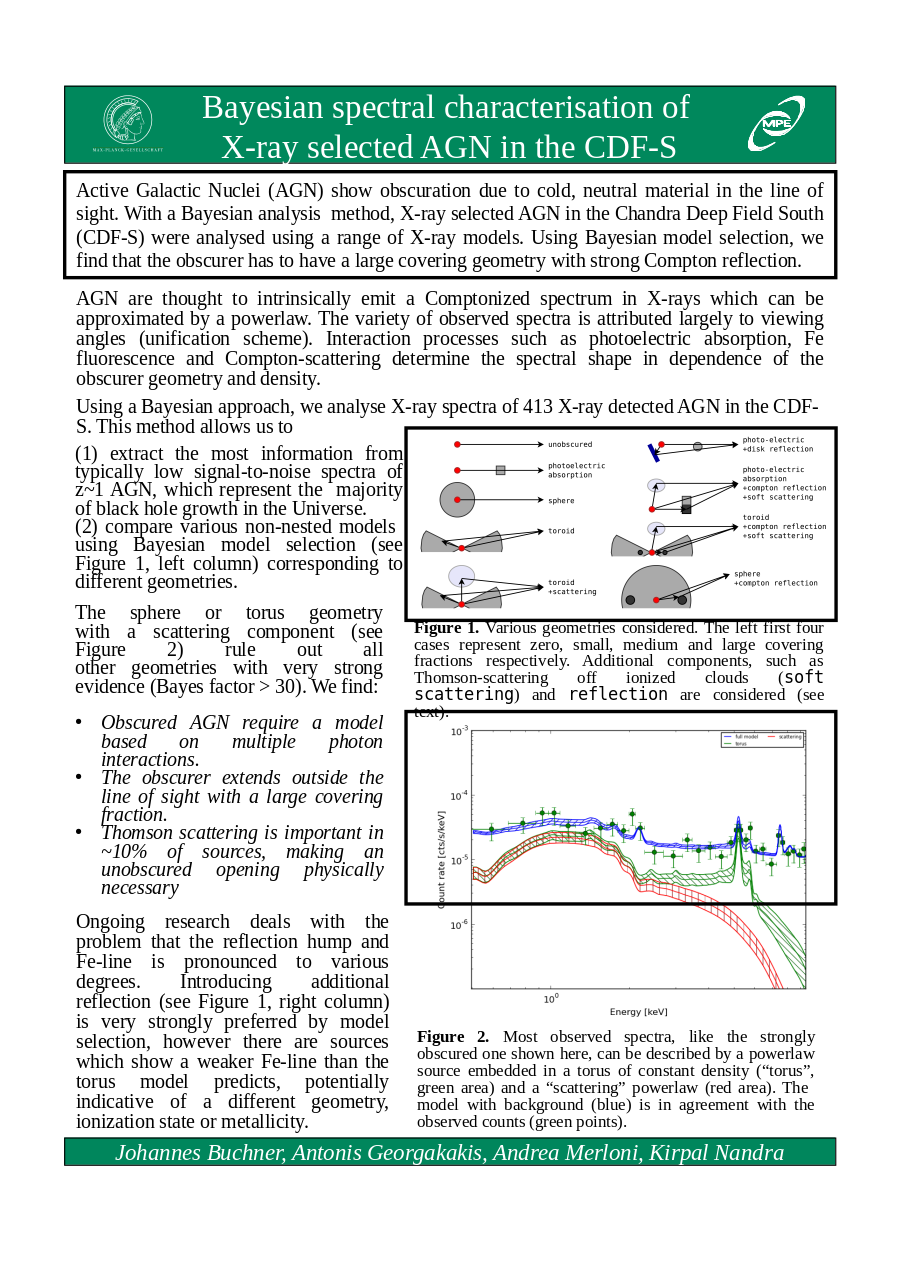 MAX-PLANCK-GESELLSCHAFT
Bayesian spectral characterisation of
X-ray selected AGN in the CDF-S
MPE
Active Galactic Nuclei (AGN) show obscuration due to cold, neutral material in the line of
sight. With a Bayesian analysis method, X-ray selected AGN in the Chandra Deep Field South
(CDF-S) were analysed using a range of X-ray models. Using Bayesian model selection, we
find that the obscurer has to have a large covering geometry with strong Compton reflection.
AGN are thought to intrinsically emit a Comptonized spectrum in X-rays which can be
approximated by a powerlaw. The variety of observed spectra is attributed largely to viewing
angles (unification scheme). Interaction processes such as photoelectric absorption, Fe
fluorescence and Compton-scattering determine the spectral shape in dependence of the
obscurer geometry and density.
Using a Bayesian approach, we analyse X-ray spectra of 413 X-ray detected AGN in the CDF-
S. This method allows us to
(1) extract the most information from
typically low signal-to-noise spectra of
z~1 AGN, which represent the majority
of black hole growth in the Universe.
(2) compare various non-nested models
using Bayesian model selection (see
Figure 1, left column) corresponding to
different geometries.
The sphere or torus geometry
with a scattering component (see
Figure 2) rule out all
other geometries with very strong
evidence (Bayes factor > 30). We find:
• Obscured AGN require a model
based on multiple photon
interactions.
• The obscurer extends outside the
line of sight with a large covering
fraction.
• Thomson scattering is important in
~10% of sources, making an
unobscured opening physically
necessary
Ongoing research deals with the
problem that the reflection hump and
Fe-line is pronounced to various
degrees. Introducing additional
reflection (see Figure 1, right column)
is very strongly preferred by model
selection, however there are sources
which show a weaker Fe-line than the
torus model predicts, potentially
indicative of a different geometry,
ionization state or metallicity.
unobscured
photoelectric
absorption
sphere
toroid
toroid
+scattering
photo-electric
+disk reflection
photo-electric
absorption
+compton reflection
+soft scattering
toroid
+compton reflection
+soft scattering
sphere
+compton reflection
Figure 1. Various geometries considered. The left first four
cases represent zero, small, medium and large covering
fractions respectively. Additional components, such as
Thomson-scattering off ionized clouds (soft
scattering) and reflection are considered (see
text).
full model
scattering
torus
10^-3
10^-4
10^-5
10^-6
Count rate [cts/s/keV]
10^0
Energy [keV]
Figure 2. Most observed spectra, like the strongly
obscured one shown here, can be described by a powerlaw
source embedded in a torus of constant density (“torus”,
green area) and a “scattering” powerlaw (red area). The
model with background (blue) is in agreement with the
observed counts (green points).
Johannes Buchner, Antonis Georgakakis, Andrea Merloni, Kirpal Nandra